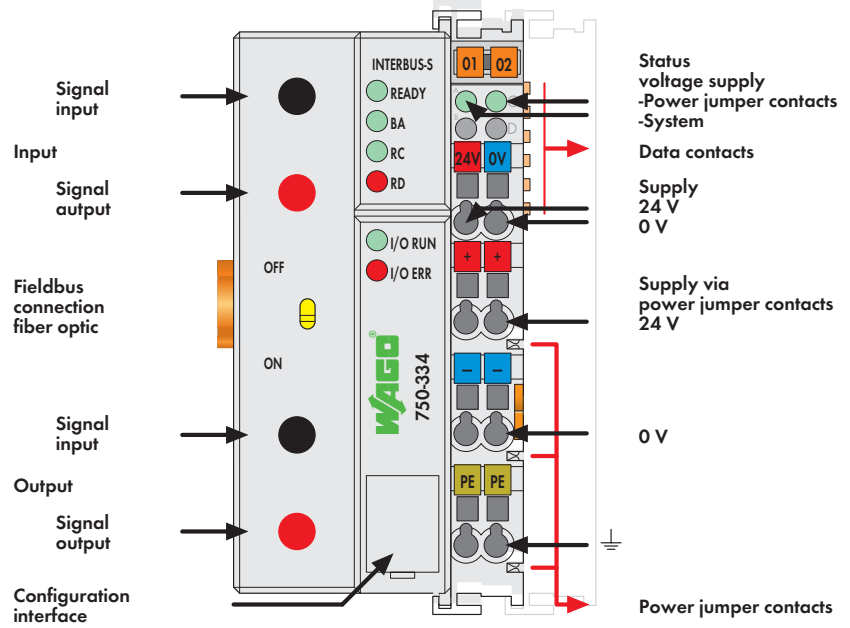 Signal
input
Input
Signal
autput
Fieldbus
connection
fiber optic
Signal
input
Output
Signal
output
Configuration
interface
OFF
ON
INTERBUS-S
READY
BA
RC
RD
I/O RUN
I/O ERR
WAGO
750-334
01 02
A C
B D
24V 0V
+ +
− −
PE PE
Status
voltage supply
-Power jumper contacts
-System
Data contacts
Supply
24 V
0 V
Supply via
power jumper contacts
24 V
0 V
Power jumper contacts